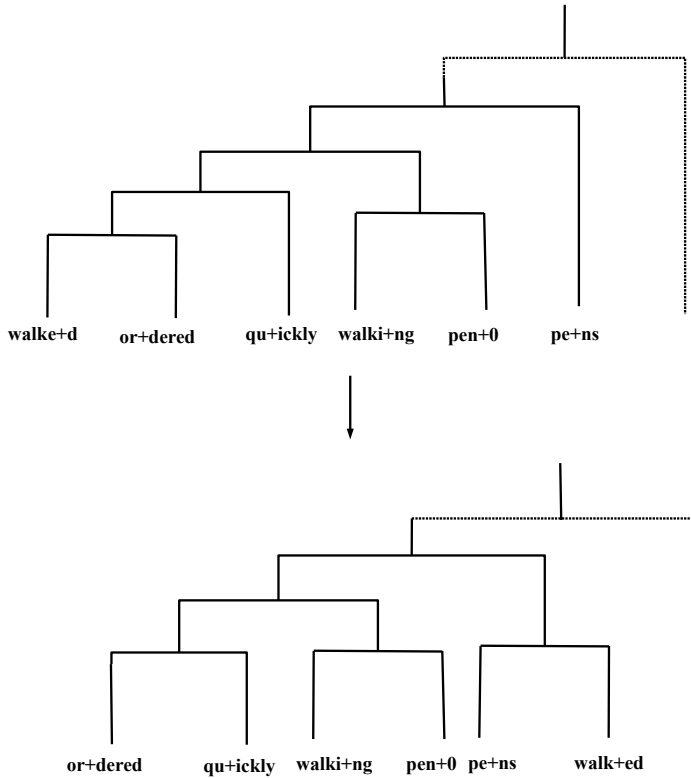 walke+d or+dered qu+ickly walki+ng pen+0 pe+ns
or+dered qu+ickly walki+ng pen+0 pe+ns walk+ed